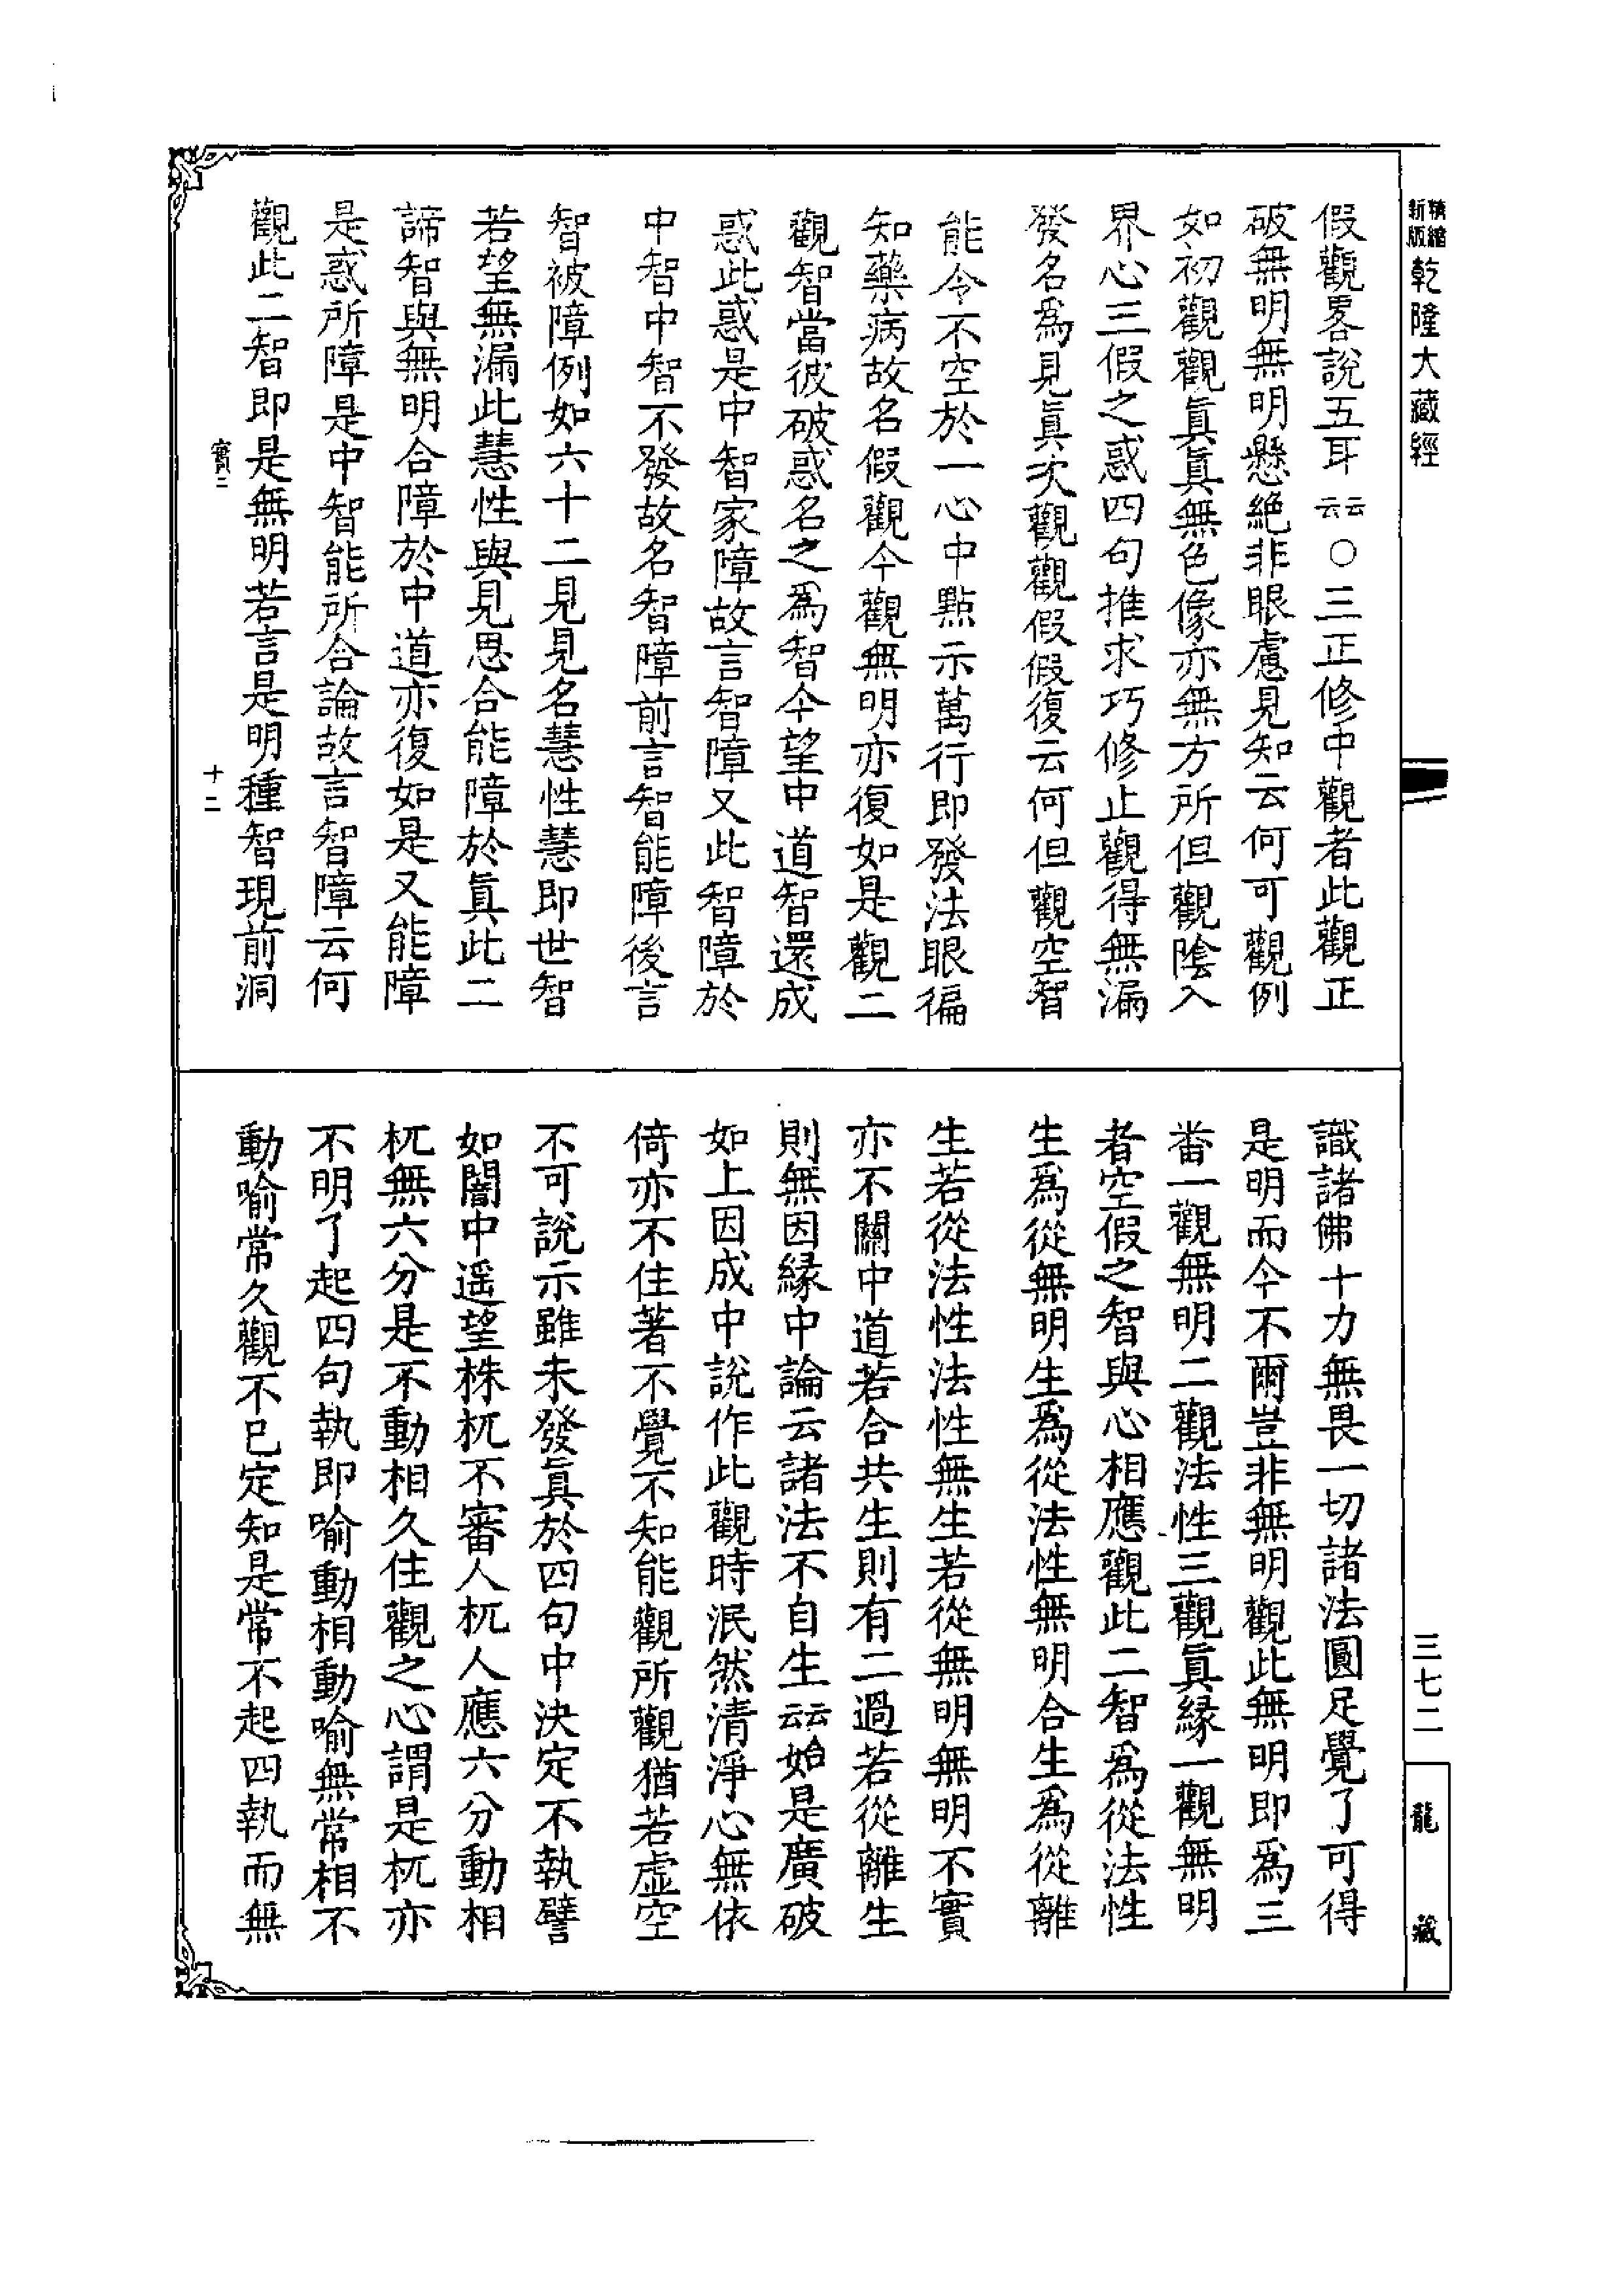 精縮
新版
乾隆大藏經
三七二
龍藏
假觀畧說五耳云云〇三正修中觀者此觀正
破無明無明懸絶非眼慮見知云何可觀例
如初觀觀真真無色像亦無方所但觀陰入
界心三假之惑四句推求巧修止觀得無漏
發名爲見真次觀觀假假復云何但觀空智
能令不空於一心中點示萬行即發法眼徧
知藥病故名假觀今觀無明亦復如是觀二
觀智當彼破惑名之爲智今望中道智還成
惑此惑是中智家障故言智障又此智障於
中智中智不發故名智障前言智能障後言
智被障例如六十二見見名慧性慧即世智
若望無漏此慧性與見思合能障於真此二
諦智與無明合障於中道亦復如是又能障
是惑所障是中智能所合論故言智障云何
觀此二智即是無明若言是明種智現前洞
實二
十二
識諸佛十力無畏一切諸法圓足覺了可得
是明而今不爾豈非無明觀此無明即爲三
畨一觀無明二觀法性三觀真緣一觀無明
者空假之智與心相應觀此二智爲從法性
生爲從無明生爲從法性無明合生爲從離
生若從法性法性無生若從無明無明不實
亦不關中道若合共生則有二過若從離生
則無因緣中論云諸法不自生云云始是廣破
如上因成中說作此觀時泯然清淨心無依
倚亦不住著不覺不知能觀所觀猶若虚空
不可說示雖未發真於四句中決定不執譬
如闇中遥望株杌不審人杌人應六分動相
杌無六分是不動相久住觀之心謂是杌亦
不明了起四句執即喻動相動喻無常相不
動喻常久觀不已定知是常不起四執而無